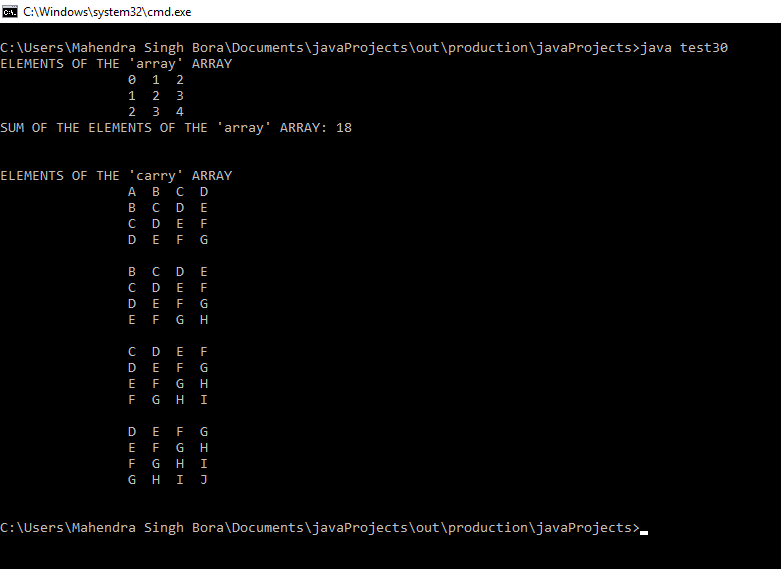 C:\Windows\system32\cmd.exe
C:\Users\Mahendra Singh Bora\Documents\javaProjects\out\production\javaProjects>java test30
ELEMENTS OF THE 'array' ARRAY
0 1 2
1 2 3
2 3 4
SUM OF THE ELEMENTS OF THE 'array' ARRAY: 18
ELEMENTS OF THE 'carry' ARRAY
A B C D
B C D E
C D E F
D E F G
B C D E
C D E F
D E F G
E F G H
C D E F
D E F G
E F G H
F G H I
D E F G
E F G H
F G H I
G H I J
C:\Users\Mahendra Singh Bora\Documents\javaProjects\out\production\javaProjects>